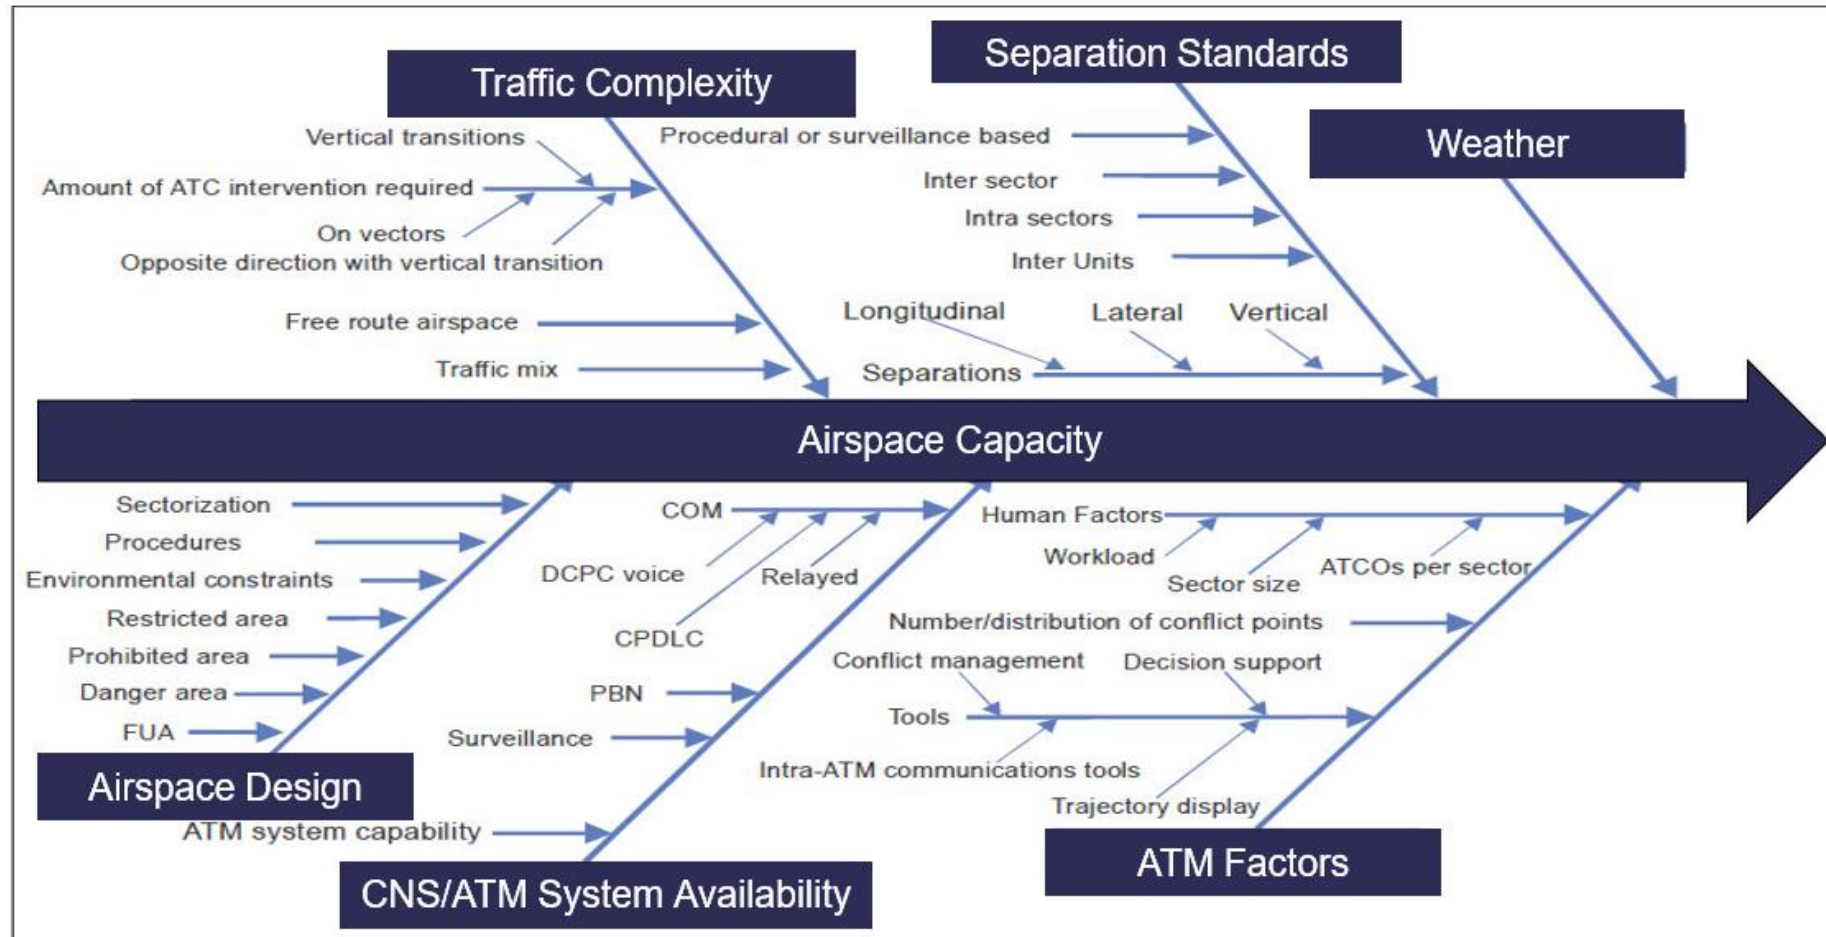 Separation Standards
Traffic Complexity
Weather
Vertical transitions
Amount of ATC intervention required
On vectors
Opposite direction with vertical transition
Free route airspace
Traffic mix
Procedural or surveillance based
Inter sector
Intra sectors
Inter Units
Longitudinal
Lateral
Vertical
Separations
Airspace Capacity
Sectorization
Procedures
Environmental constraints
Restricted area
Prohibited area
Danger area
FUA
Airspace Design
COM
DCPC voice
Relayed
CPDLC
PBN
Surveillance
ATM system capability
CNS/ATM System Availability
Human Factors
Workload
Sector size
ATCOs per sector
Number/distribution of conflict points
Conflict management
Decision support
Tools
Intra-ATM communications tools
Trajectory display
ATM Factors